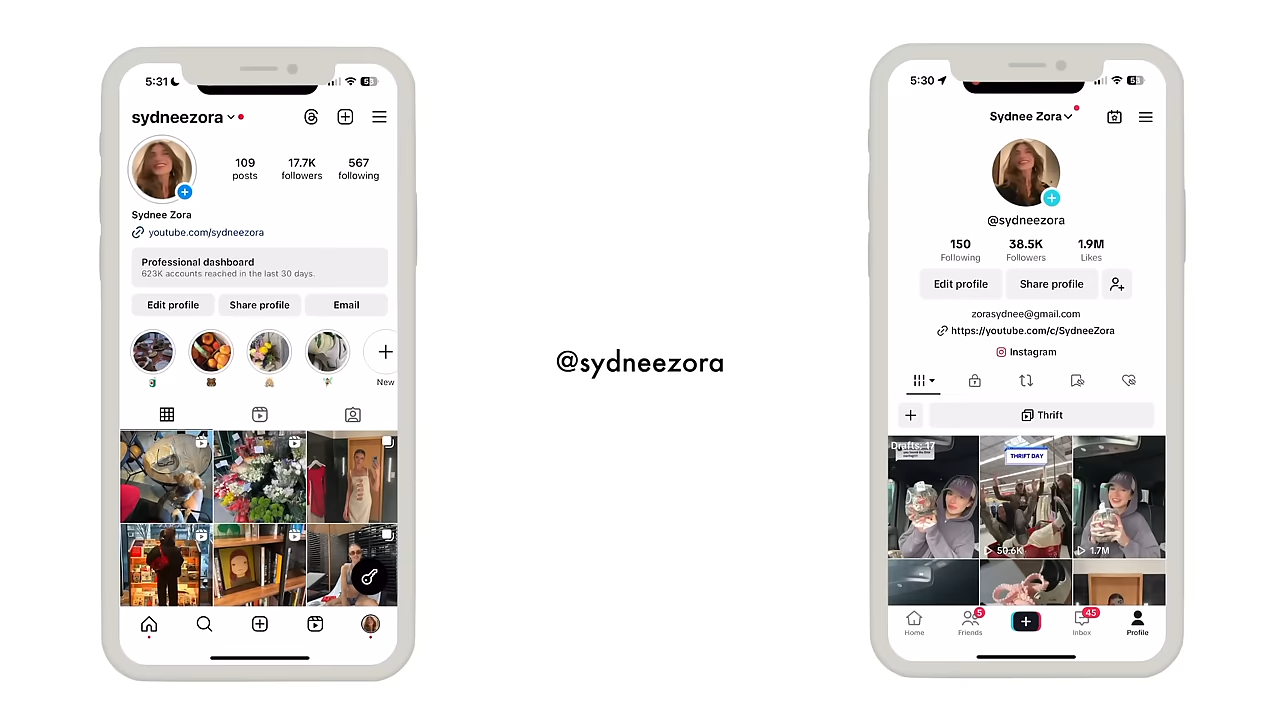 5:31
sydneezora
109
posts
17.7K
followers
567
following
Sydnee Zora
youtube.com/sydneezora
Professional dashboard
623K accounts reached in the last 30 days.
Edit profile
Share profile
Email
New
@sydneezora
5:30
Sydnee Zora
@sydneezora
150
Following
38.5K
Followers
1.9M
Likes
Edit profile
Share profile
zorasydnee@gmail.com
https://youtube.com/c/SydneeZora
Instagram
Thrift
Drafts: 17
THRIFT DAY
50.6K
1.7M
Home
5
Friends
45
Inbox
Profile